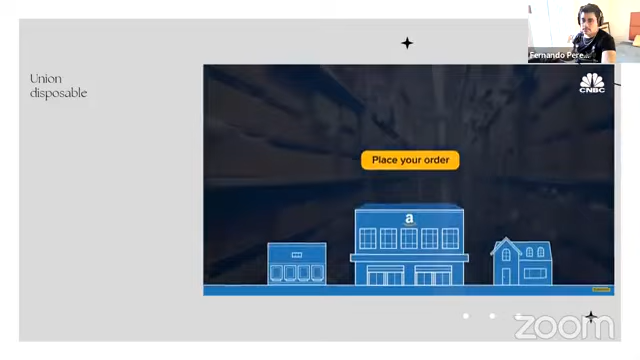 Fernando Pere...
Union
disposable
CNBC
Place your order
a
zoom